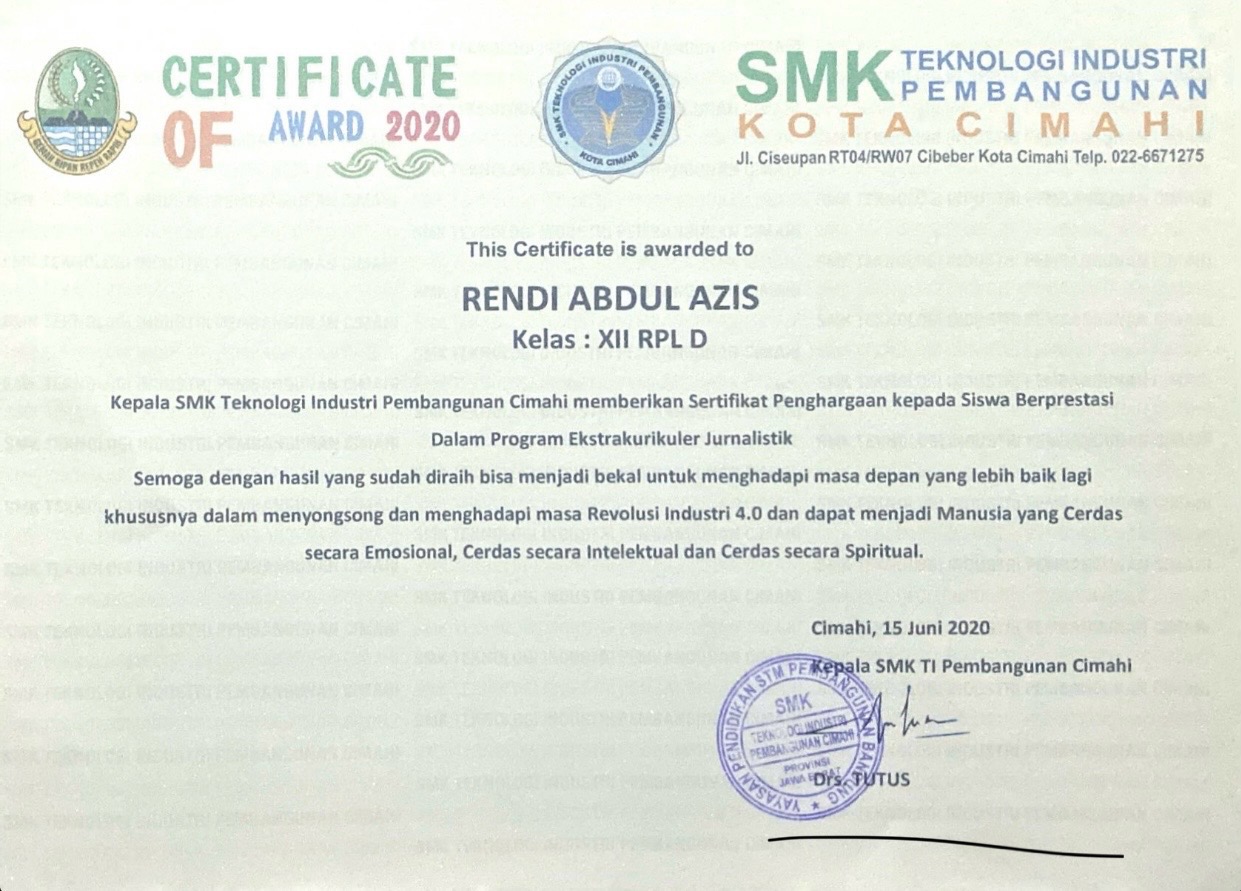 CERTIFICATE
OF AWARD 2020
GEMAH RIPAH REPEH RAPIH
SMK TEKNOLOGI INDUSTRI PEMBANGUNAN
KOTA CIMAHI
SMK TEKNOLOGI INDUSTRI
PEMBANGUNAN
KOTA CIMAHI
Jl. Ciseupan RT04/RW07 Cibeber Kota Cimahi Telp. 022-6671275
This Certificate is awarded to
RENDI ABDUL AZIS
Kelas : XII RPL D
Kepala SMK Teknologi Industri Pembangunan Cimahi memberikan Sertifikat Penghargaan kepada Siswa Berprestasi
Dalam Program Ekstrakurikuler Jurnalistik
Semoga dengan hasil yang sudah diraih bisa menjadi bekal untuk menghadapi masa depan yang lebih baik lagi
khususnya dalam menyongsong dan menghadapi masa Revolusi Industri 4.0 dan dapat menjadi Manusia yang Cerdas
secara Emosional, Cerdas secara Intelektual dan Cerdas secara Spiritual.
Cimahi, 15 Juni 2020
Kepala SMK TI Pembangunan Cimahi
YAYASAN PENDIDIKAN STM PEMBANGUNAN BANDUNG
SMK
TEKNOLOGI INDUSTRI
PEMBANGUNAN CIMAHI
PROVINSI
JAWA BARAT
Drs. TUTUS